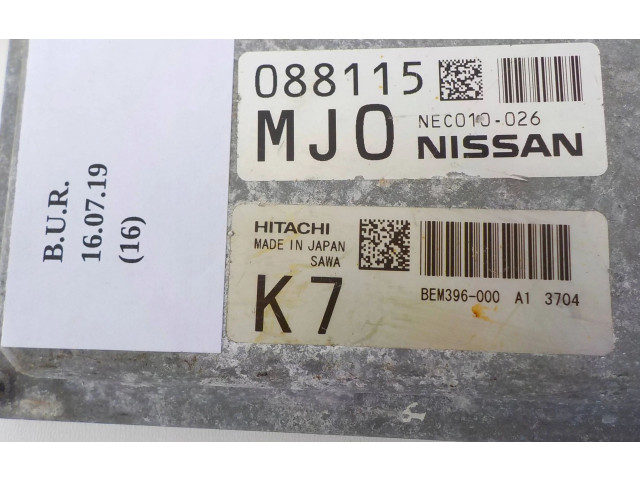 B.U.R.
16.07.19
(16)
088115
NEC010-026
MJO NISSAN
HITACHI
MADE IN JAPAN
SAWA
K7
BEM396-000 A1 3704